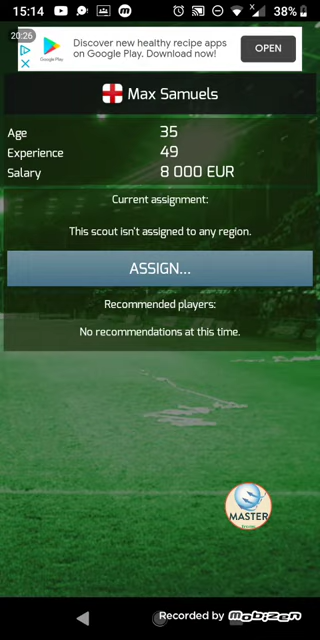 15:14
38%
20:26
Discover new healthy recipe apps
on Google Play. Download now!
Google Play
OPEN
Max Samuels
Age 35
Experience 49
Salary 8 000 EUR
Current assignment:
This scout isn't assigned to any region.
ASSIGN...
Recommended players:
No recommendations at this time.
MASTER
Recorded by mobizen